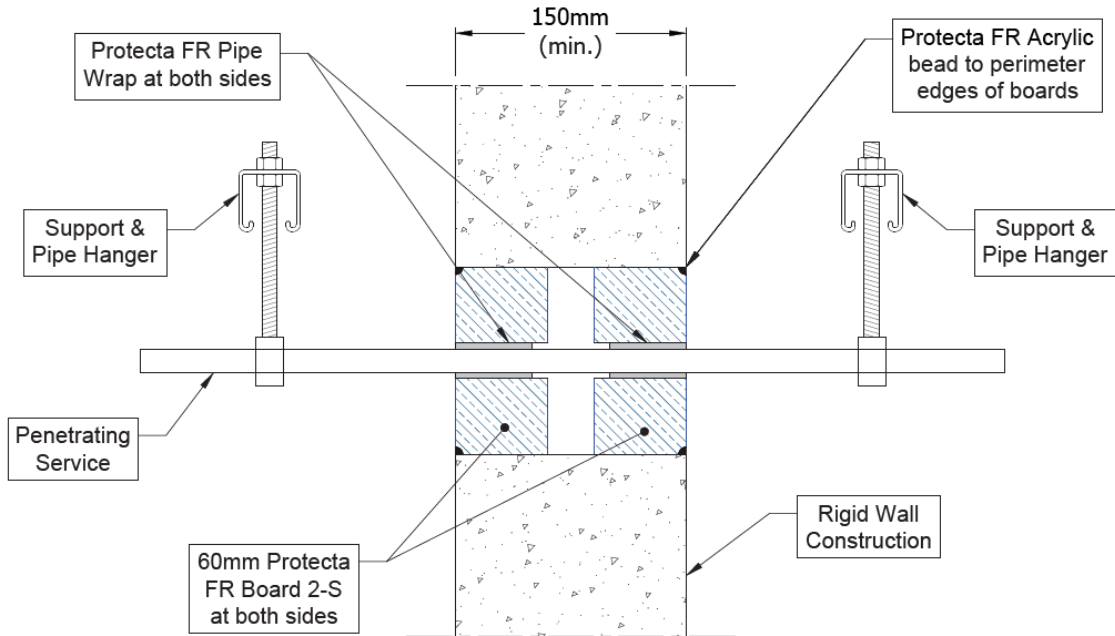 150mm
(min.)
Protecta FR Pipe
Wrap at both sides
Protecta FR Acrylic
bead to perimeter
edges of boards
Support &
Pipe Hanger
Support &
Pipe Hanger
Penetrating
Service
Rigid Wall
Construction
60mm Protecta
FR Board 2-S
at both sides